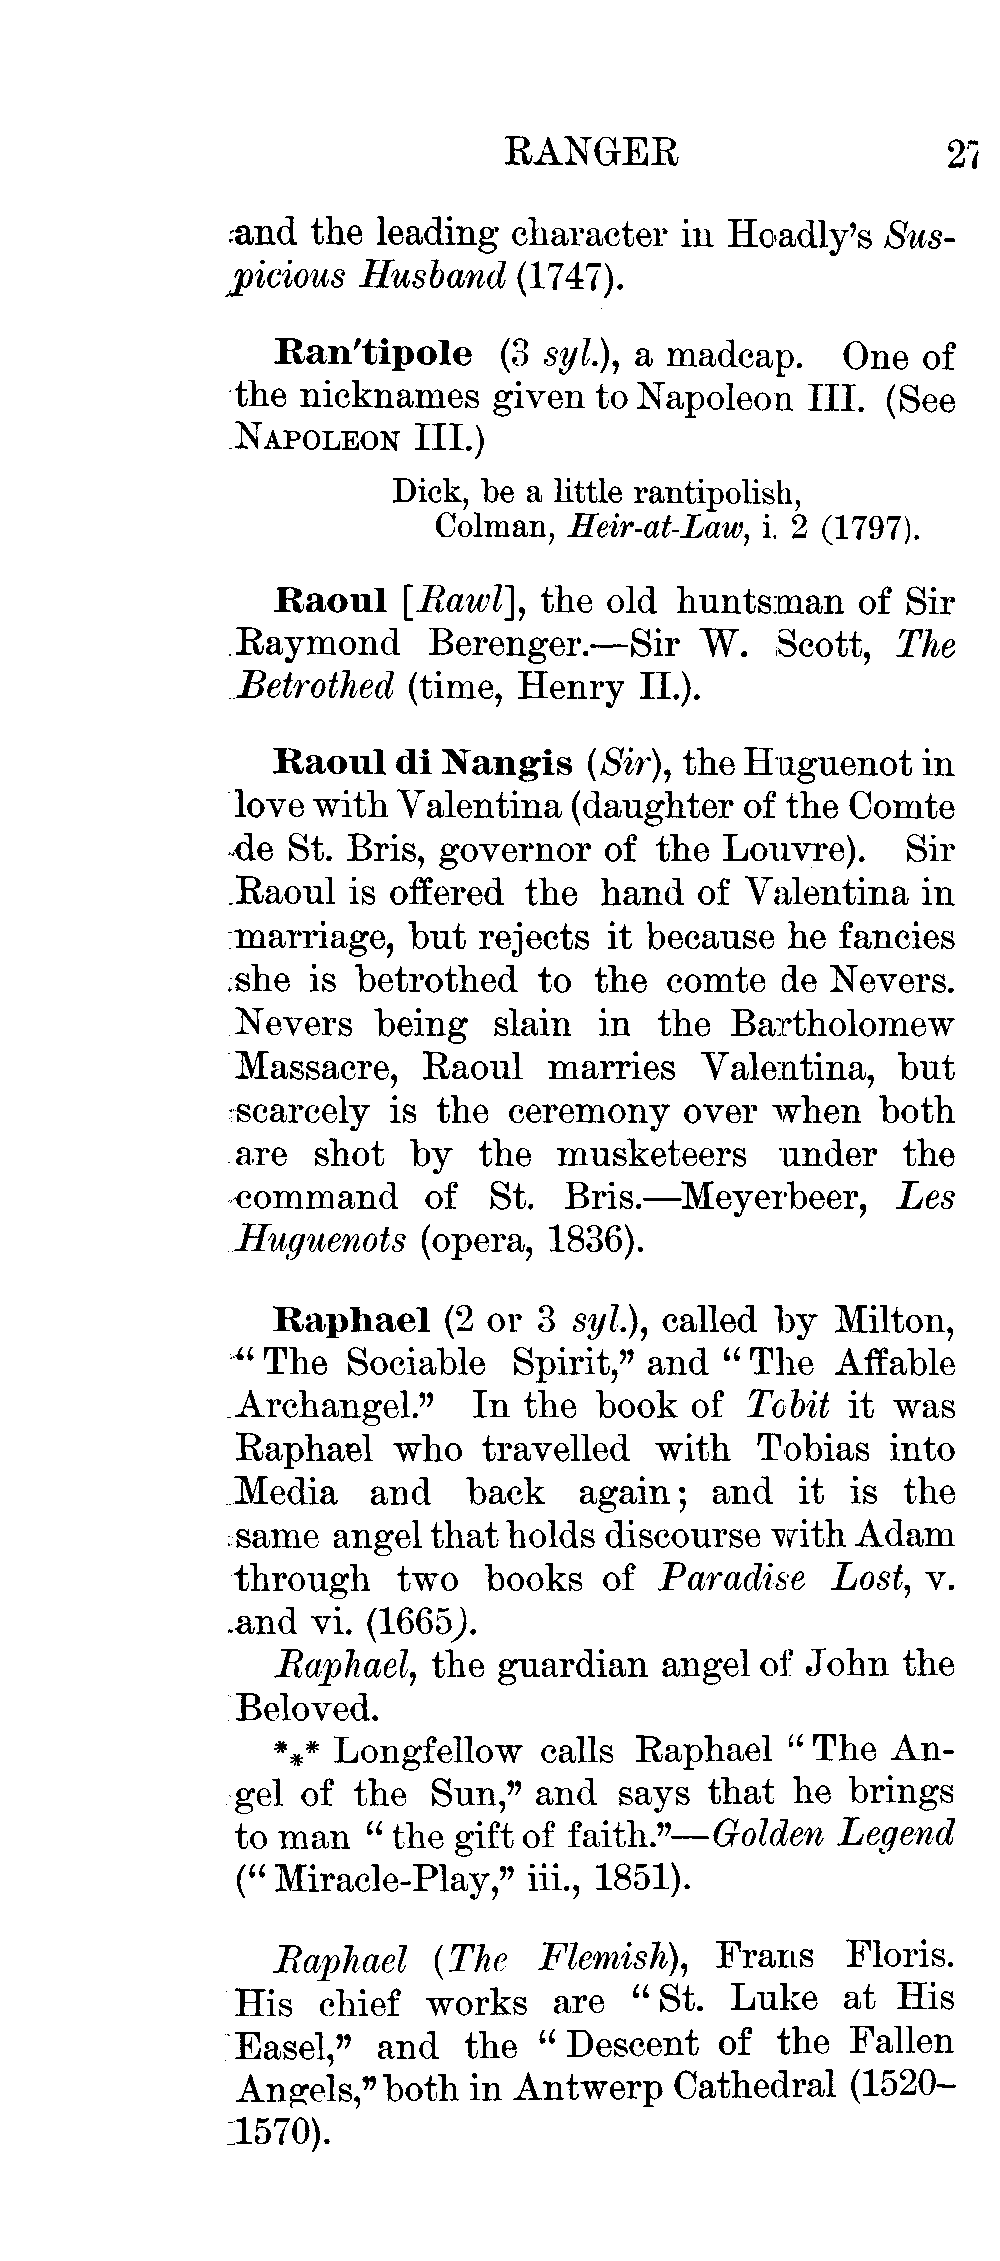 RANGER 27
and the leading character in Hoadly's Sus-
picious Husband (1747).
Ran'tipole (3 syl.), a madcap. One of
the nicknames given to Napoleon III. (See
NAPOLEON III.)
Dick, be a little rantipolish,
Colman, Heir-at-Law, i. 2 (1797).
Raoul [Rawl], the old huntsman of Sir
Raymond Berenger.—Sir W. Scott, The
Betrothed (time, Henry II.).
Raoul di Nangis (Sir), the Huguenot in
love with Valentina (daughter of the Comte
de St. Bris, governor of the Louvre). Sir
Raoul is offered the hand of Valentina in
marriage, but rejects it because he fancies
she is betrothed to the comte de Nevers.
Nevers being slain in the Bartholomew
Massacre, Raoul marries Valentina, but
scarcely is the ceremony over when both
are shot by the musketeers under the
command of St. Bris.—Meyerbeer, Les
Huguenots (opera, 1836).
Raphael (2 or 3 syl.), called by Milton,
“The Sociable Spirit,” and “The Affable
Archangel.” In the book of Tobit it was
Raphael who travelled with Tobias into
Media and back again; and it is the
same angel that holds discourse with Adam
through two books of Paradise Lost, v.
and vi. (1665).
Raphael, the guardian angel of John the
Beloved.
*** Longfellow calls Raphael “The An-
gel of the Sun,” and says that he brings
to man “the gift of faith.”—Golden Legend
(“Miracle-Play,” iii., 1851).
Raphael (The Flemish), Frans Floris.
His chief works are “St. Luke at His
Easel,” and the “Descent of the Fallen
Angels,” both in Antwerp Cathedral (1520–
1570).